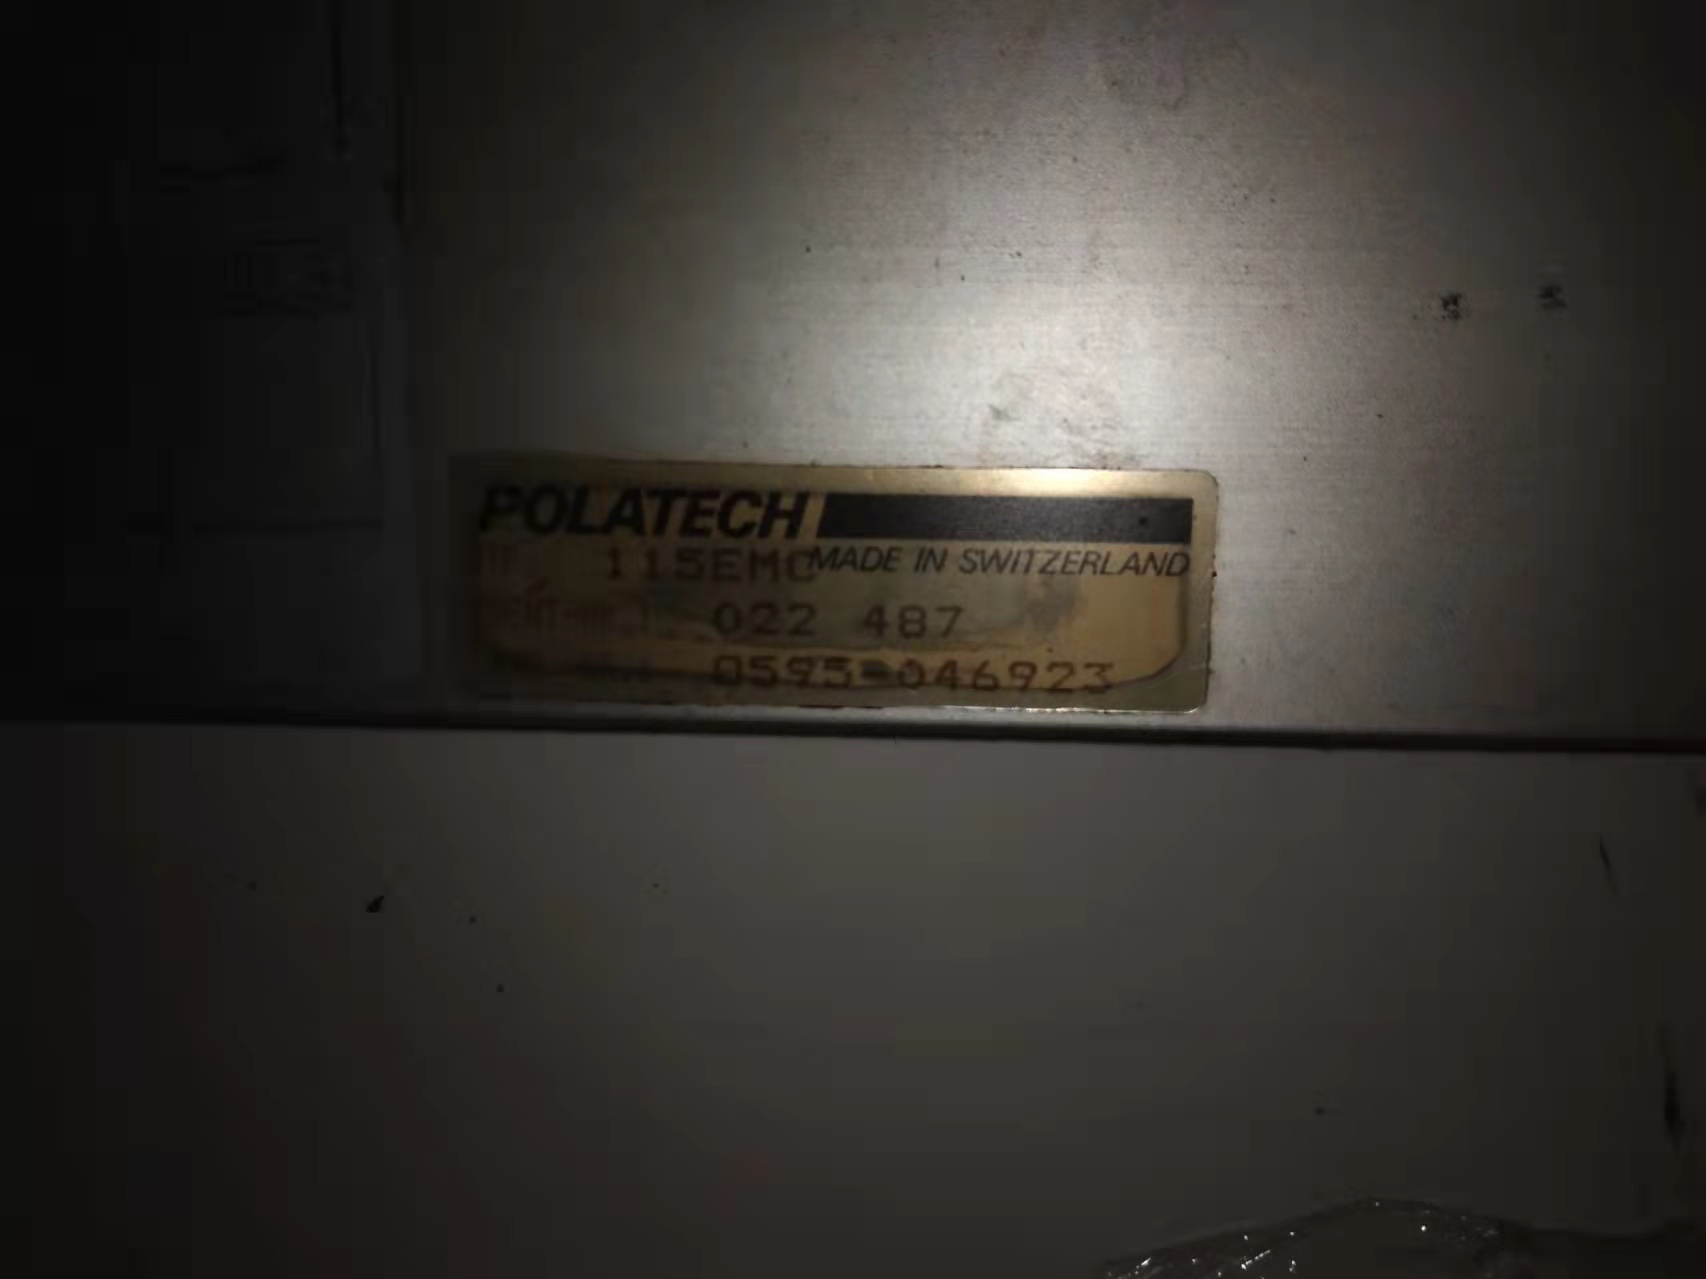 POLATECH
115EMC MADE IN SWITZERLAND
022 487
0595-046923